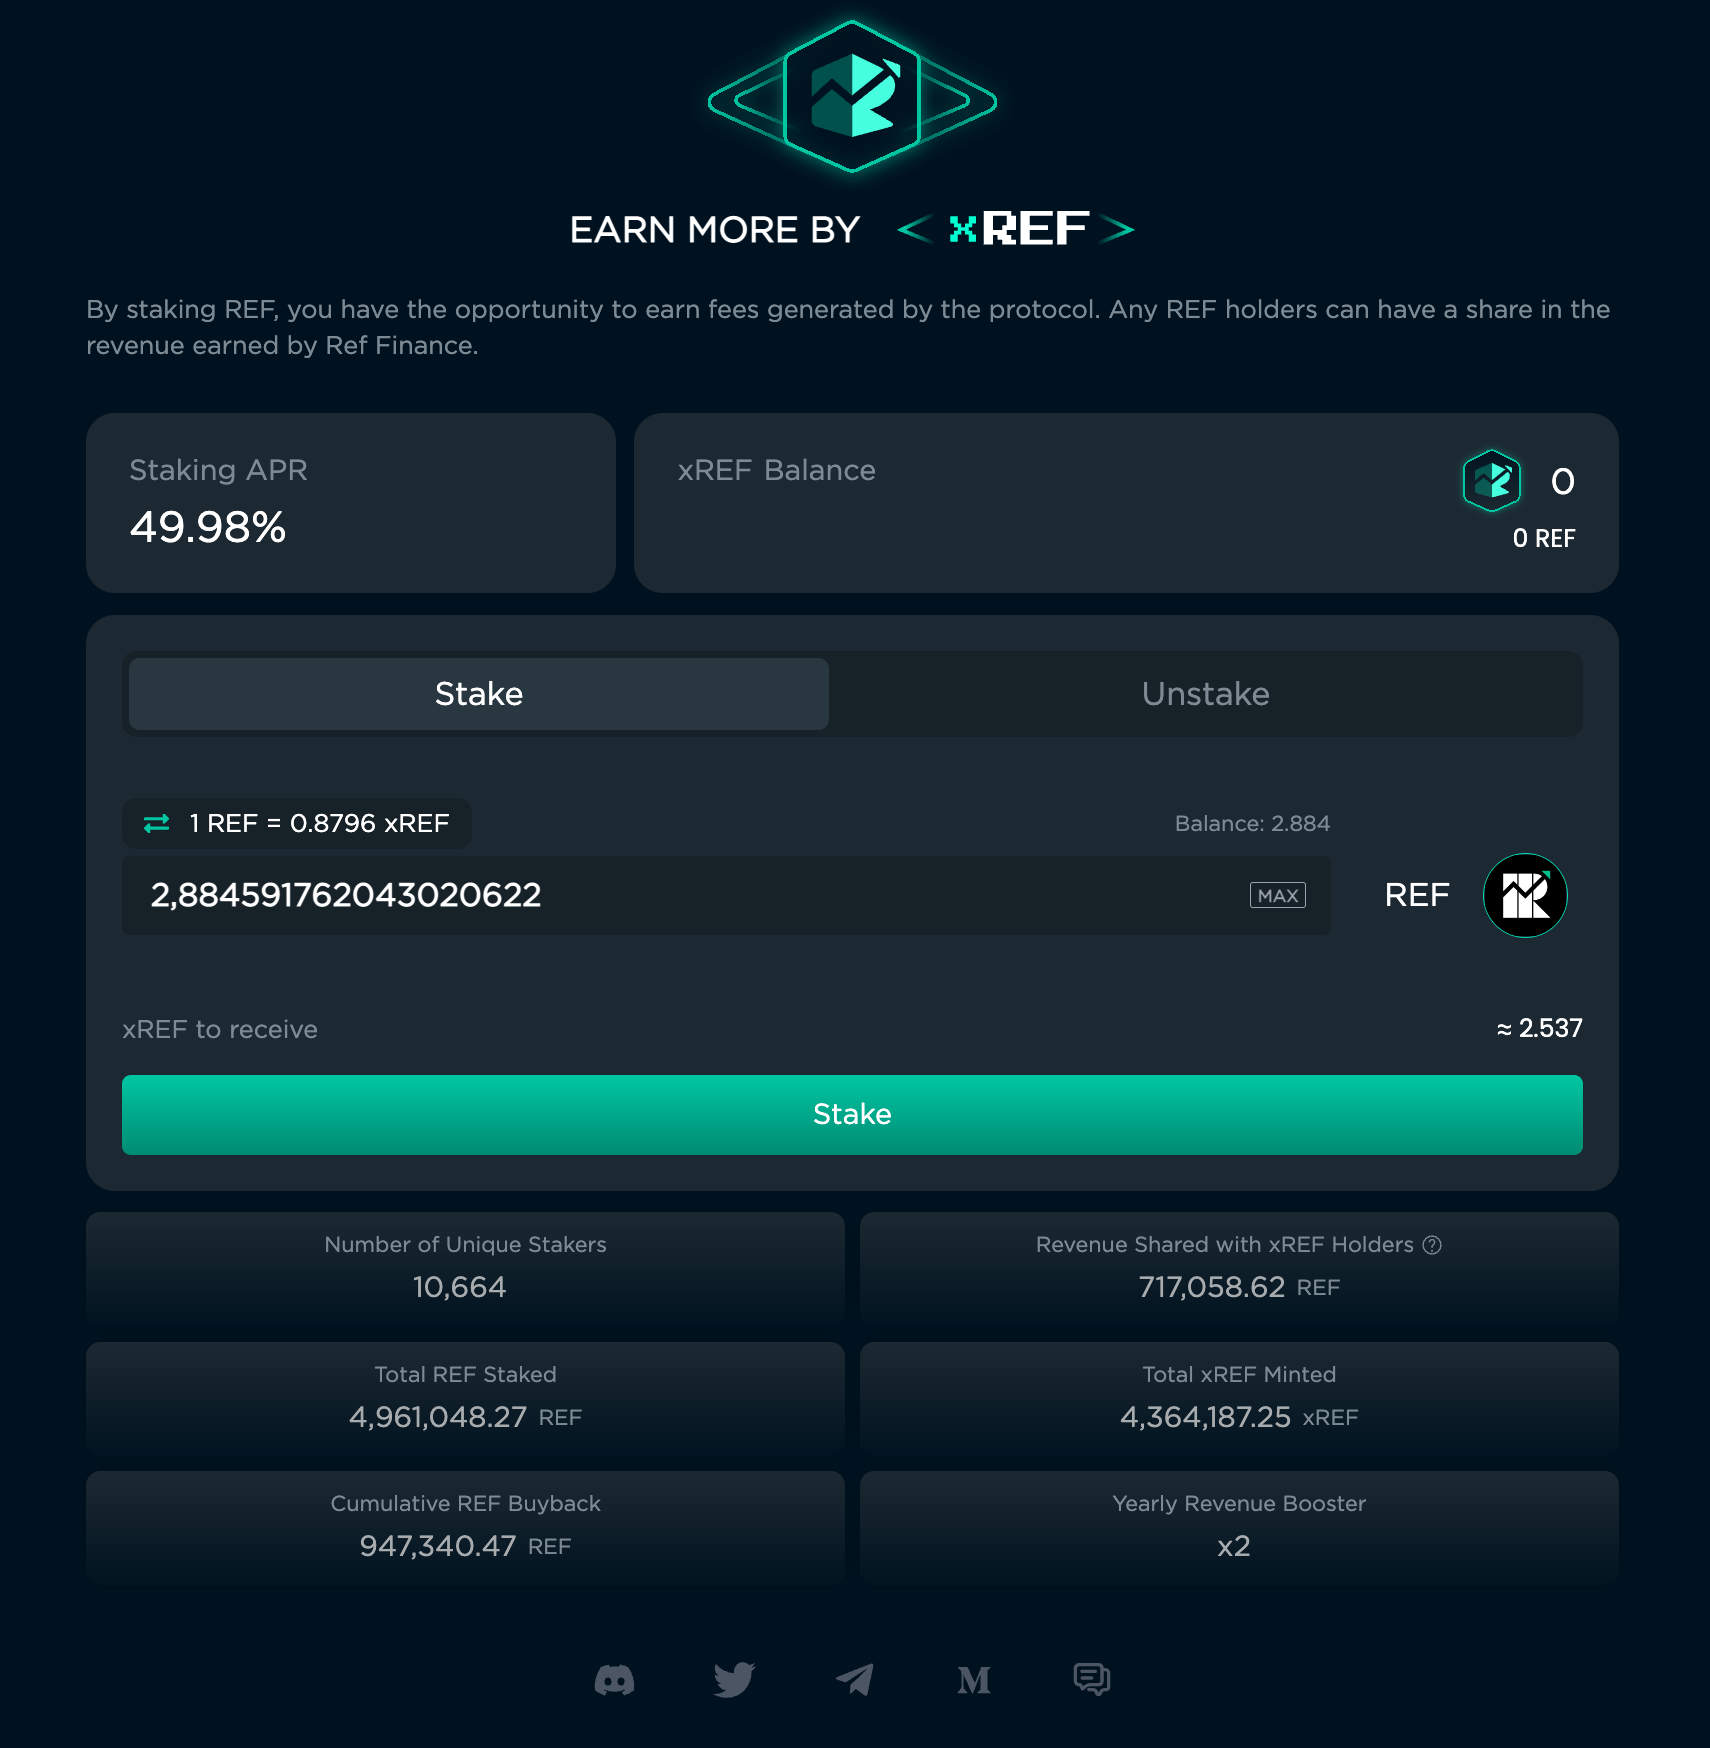 EARN MORE BY < xREF >
By staking REF, you have the opportunity to earn fees generated by the protocol. Any REF holders can have a share in the
revenue earned by Ref Finance.
Staking APR
49.98%
xREF Balance
0
0 REF
Stake
Unstake
1 REF = 0.8796 xREF
Balance: 2.884
2,884591762043020622
MAX
REF
xREF to receive
≈ 2.537
Stake
Number of Unique Stakers
10,664
Revenue Shared with xREF Holders
717,058.62 REF
Total REF Staked
4,961,048.27 REF
Total xREF Minted
4,364,187.25 xREF
Cumulative REF Buyback
947,340.47 REF
Yearly Revenue Booster
x2